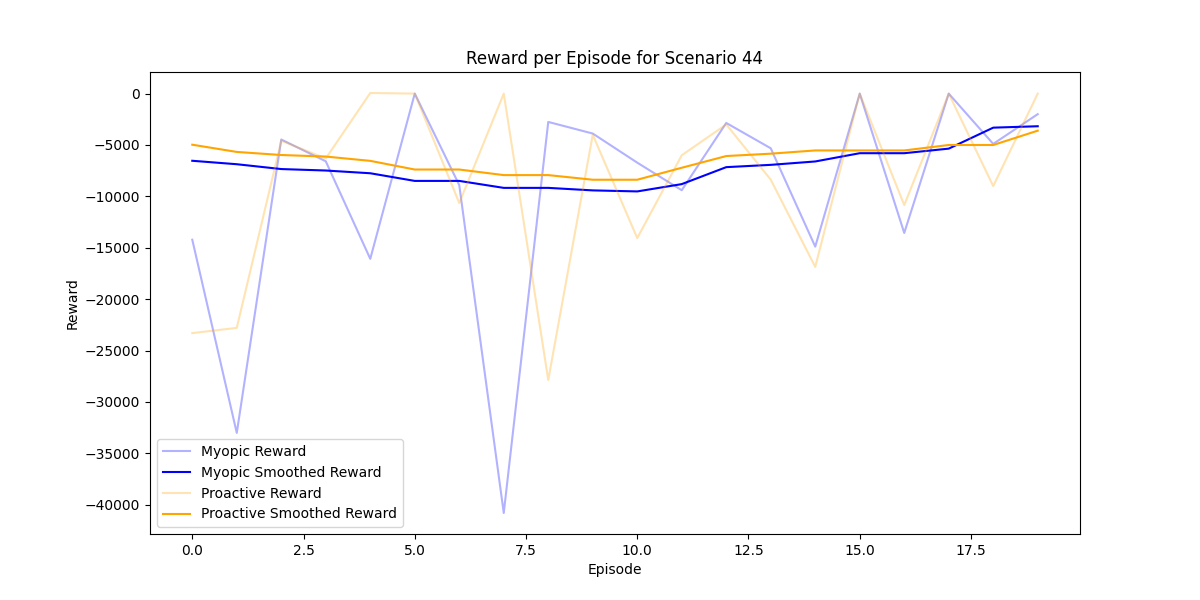 Reward per Episode for Scenario 44
Reward
0
−5000
−10000
−15000
−20000
−25000
−30000
−35000
−40000
Myopic Reward
Myopic Smoothed Reward
Proactive Reward
Proactive Smoothed Reward
0.0 2.5 5.0 7.5 10.0 12.5 15.0 17.5
Episode